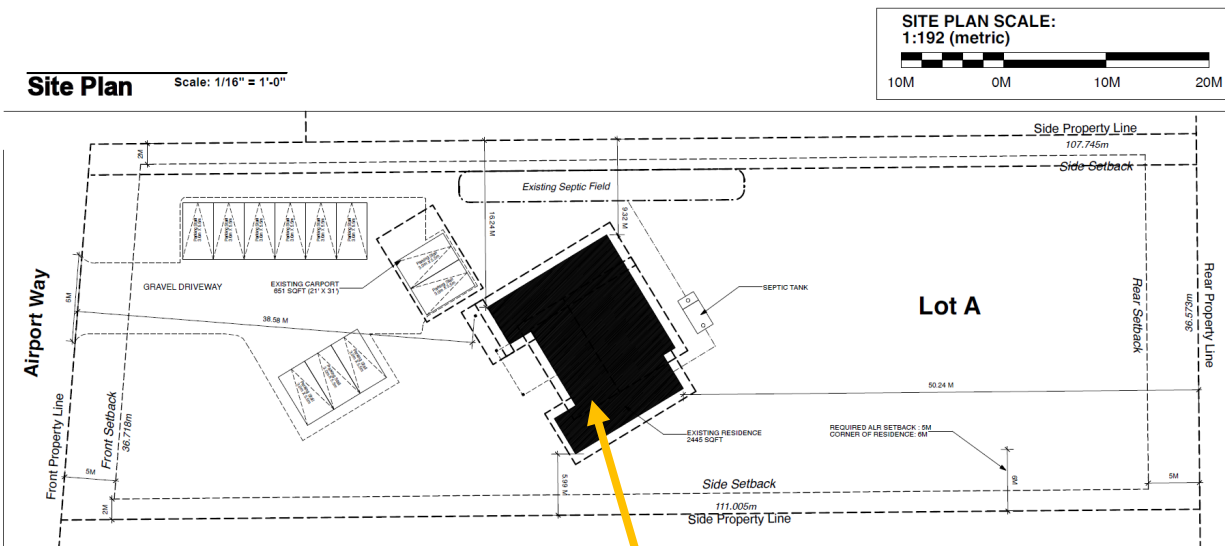 SITE PLAN SCALE:
1:192 (metric)
10M 0M 10M 20M
Site Plan Scale: 1/16" = 1'-0"
Side Property Line
107.745m
Side Setback
2M
Existing Septic Field
16.24 M
9.32 M
EXISTING CARPORT
651 SQFT (21' X 31')
GRAVEL DRIVEWAY
6M
38.58 M
SEPTIC TANK
Lot A
Airport Way
Rear Setback
36.573m
Rear Property Line
50.24 M
Front Property Line
Front Setback
36.718m
EXISTING RESIDENCE
2445 SQFT
REQUIRED ALR SETBACK : 5M
CORNER OF RESIDENCE: 6M
5M
2M
5.99 M
6M
5M
Side Setback
111.005m
Side Property Line